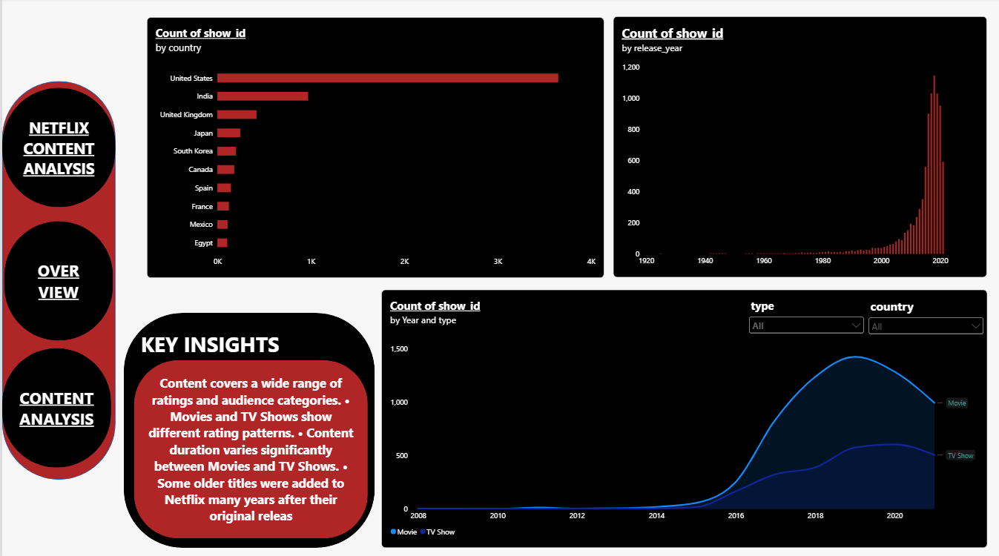 NETFLIX
CONTENT
ANALYSIS
OVER
VIEW
CONTENT
ANALYSIS
Count of show_id
by country
United States
India
United Kingdom
Japan
South Korea
Canada
Spain
France
Mexico
Egypt
0K 1K 2K 3K 4K
Count of show_id
by release_year
1,200
1,000
800
600
400
200
0
1920 1940 1960 1980 2000 2020
KEY INSIGHTS
Content covers a wide range of
ratings and audience categories. •
Movies and TV Shows show
different rating patterns. • Content
duration varies significantly
between Movies and TV Shows. •
Some older titles were added to
Netflix many years after their
original releas
Count of show_id
by Year and type
type
All
country
All
1,500
1,000
500
0
2008 2010 2012 2014 2016 2018 2020
Movie
TV Show
Movie TV Show